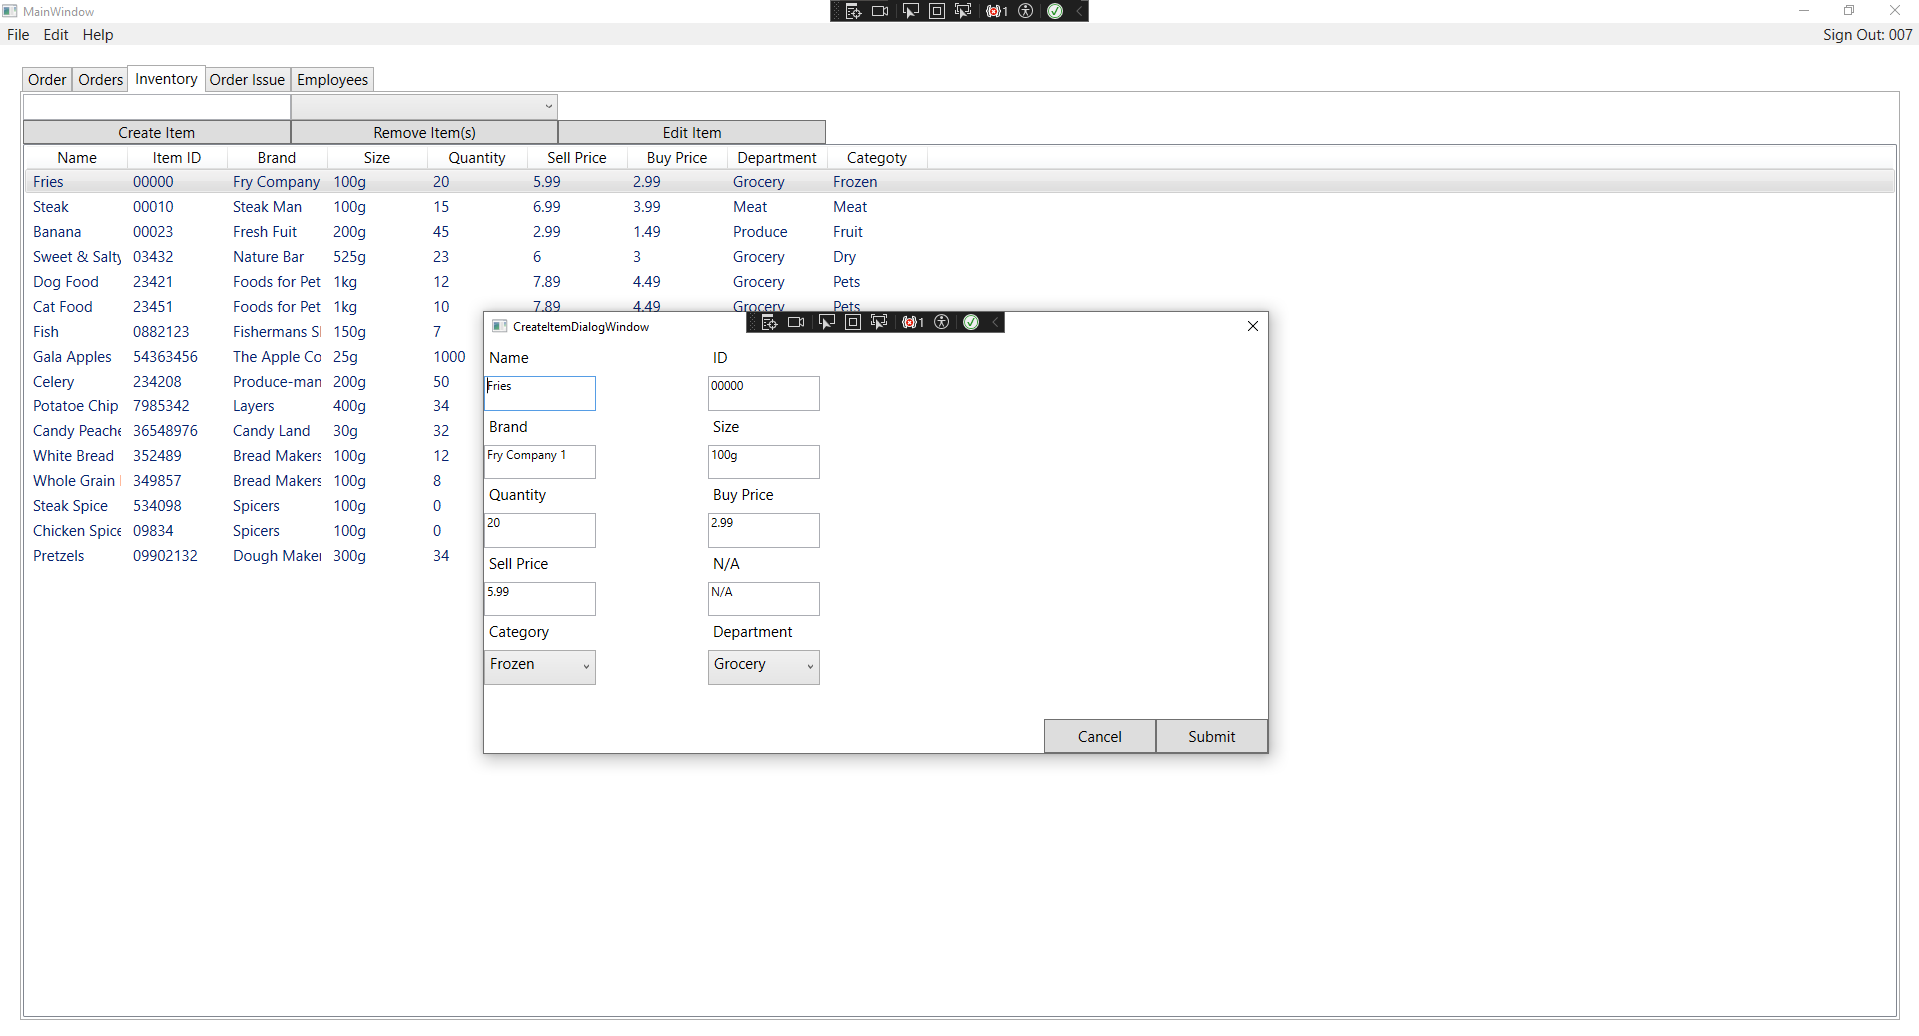 MainWindow
1
File Edit Help
Sign Out: 007
Order Orders Inventory Order Issue Employees
Create Item Remove Item(s) Edit Item
Name Item ID Brand Size Quantity Sell Price Buy Price Department Categoty
Fries 00000 Fry Company 100g 20 5.99 2.99 Grocery Frozen
Steak 00010 Steak Man 100g 15 6.99 3.99 Meat Meat
Banana 00023 Fresh Fuit 200g 45 2.99 1.49 Produce Fruit
Sweet & Salty 03432 Nature Bar 525g 23 6 3 Grocery Dry
Dog Food 23421 Foods for Pet 1kg 12 7.89 4.49 Grocery Pets
Cat Food 23451 Foods for Pet 1kg 10 7.89 4.49 Grocery Pets
Fish 0882123 Fishermans 150g 7
Gala Apples 54363456 The Apple Co 25g 1000
Celery 234208 Produce-man 200g 50
Potatoe Chip 7985342 Layers 400g 34
Candy Peache 36548976 Candy Land 30g 32
White Bread 352489 Bread Makers 100g 12
Whole Grain 349857 Bread Makers 100g 8
Steak Spice 534098 Spicers 100g 0
Chicken Spice 09834 Spicers 100g 0
Pretzels 09902132 Dough Maker 300g 34
CreateItemDialogWindow
1
Name ID
Fries 00000
Brand Size
Fry Company 1 100g
Quantity Buy Price
20 2.99
Sell Price N/A
5.99 N/A
Category Department
Frozen Grocery
Cancel Submit